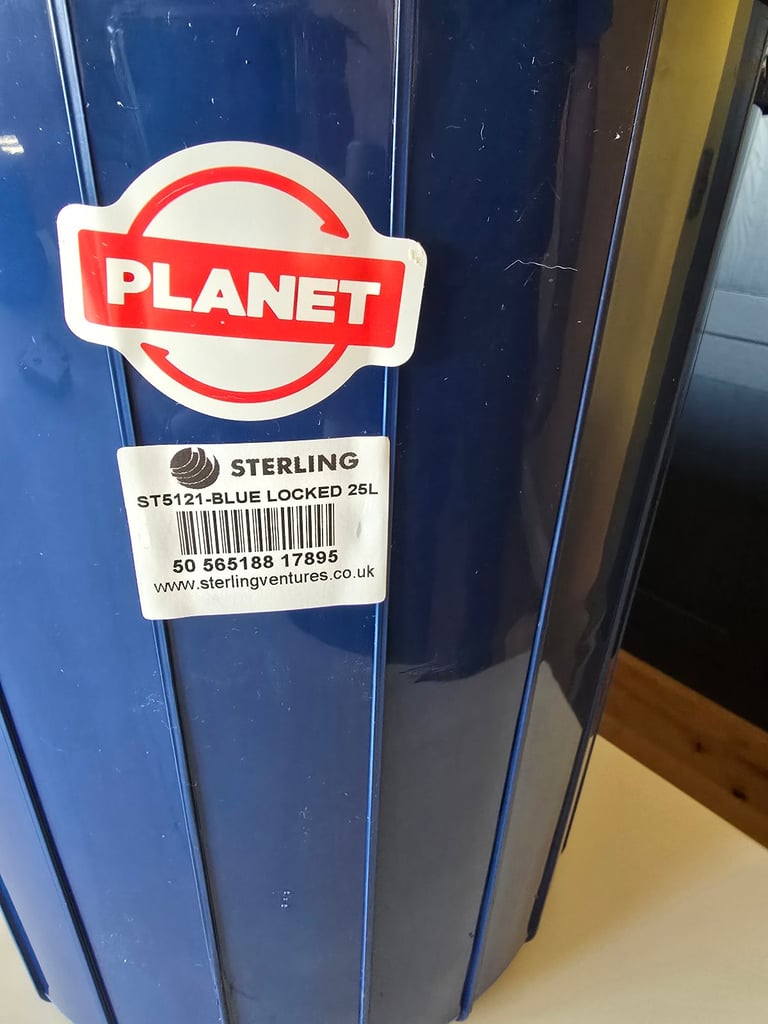 PLANET
STERLING
ST5121-BLUE LOCKED 25L
50 565188 17895
www.sterlingventures.co.uk